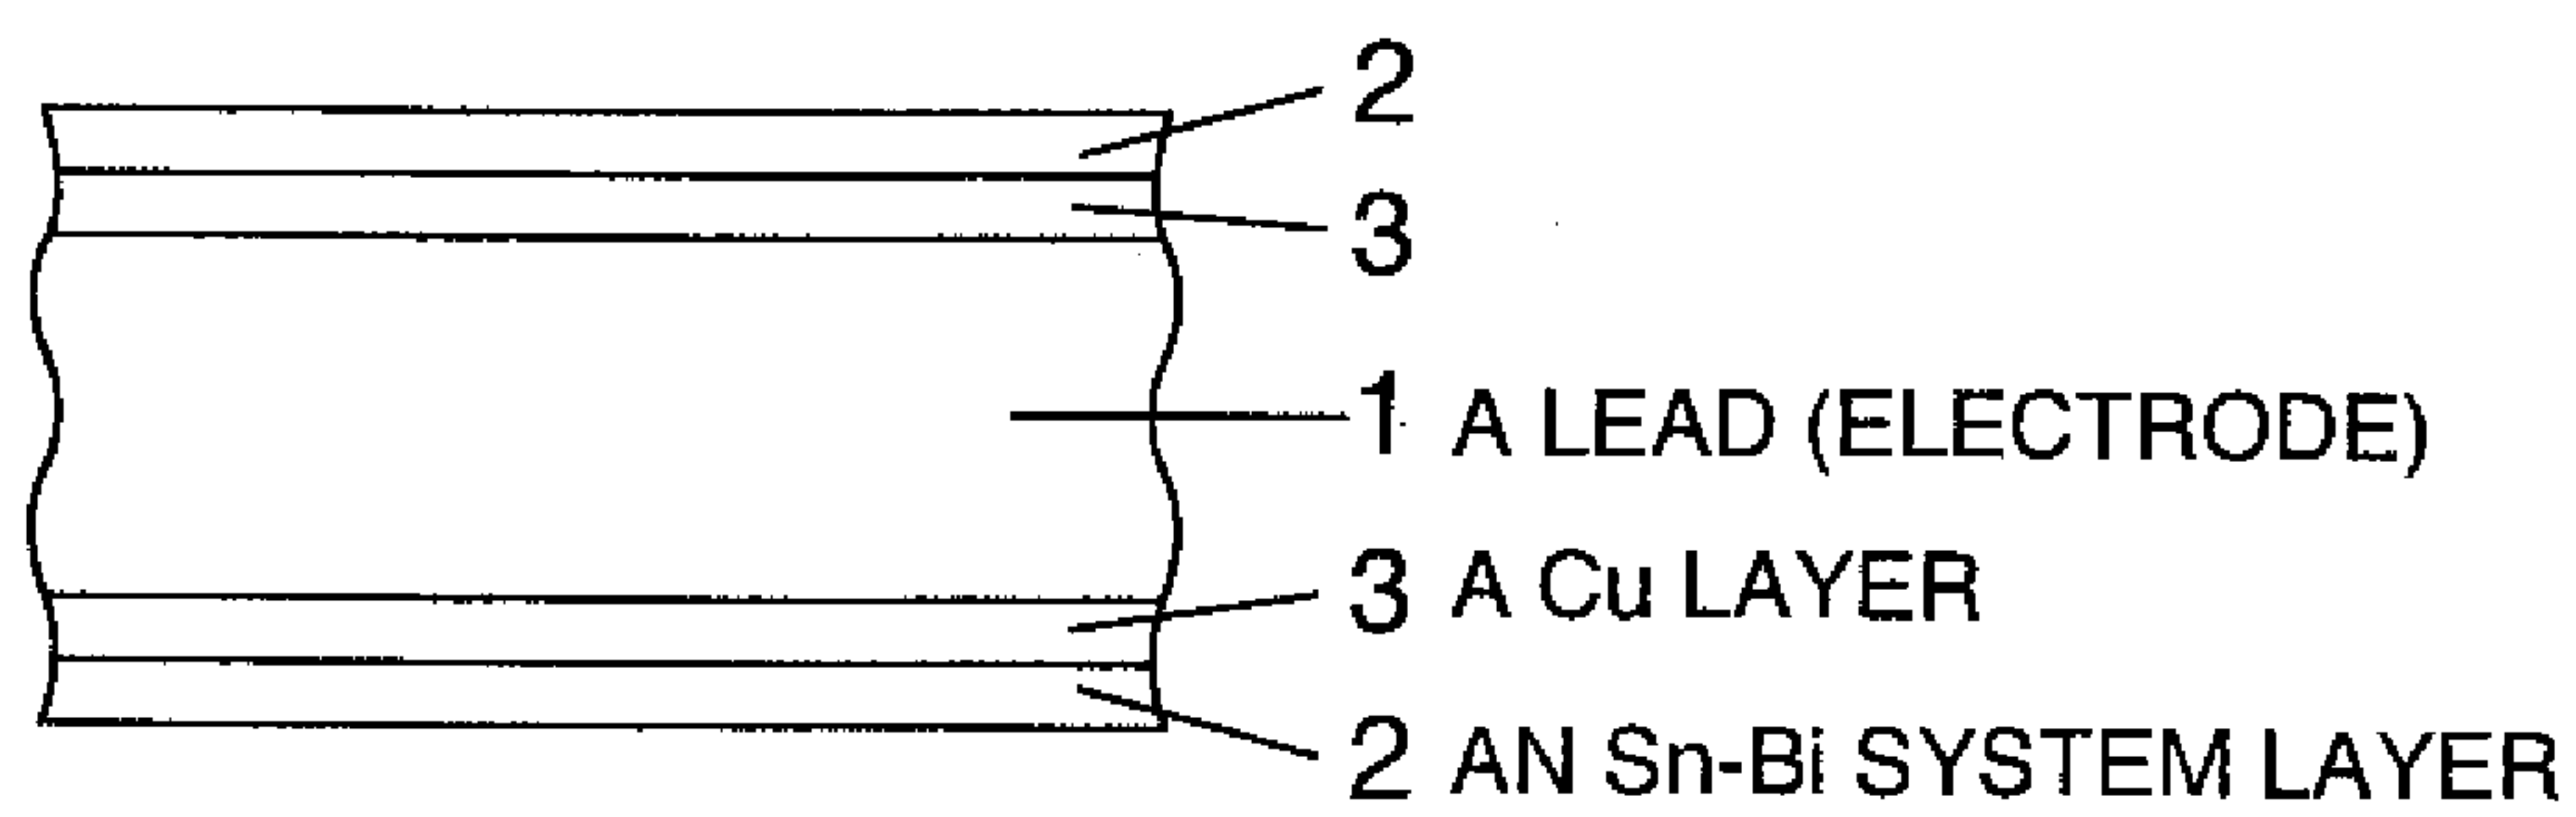 2
3
1 A LEAD (ELECTRODE)
3 A Cu LAYER
2 AN Sn-Bi SYSTEM LAYER